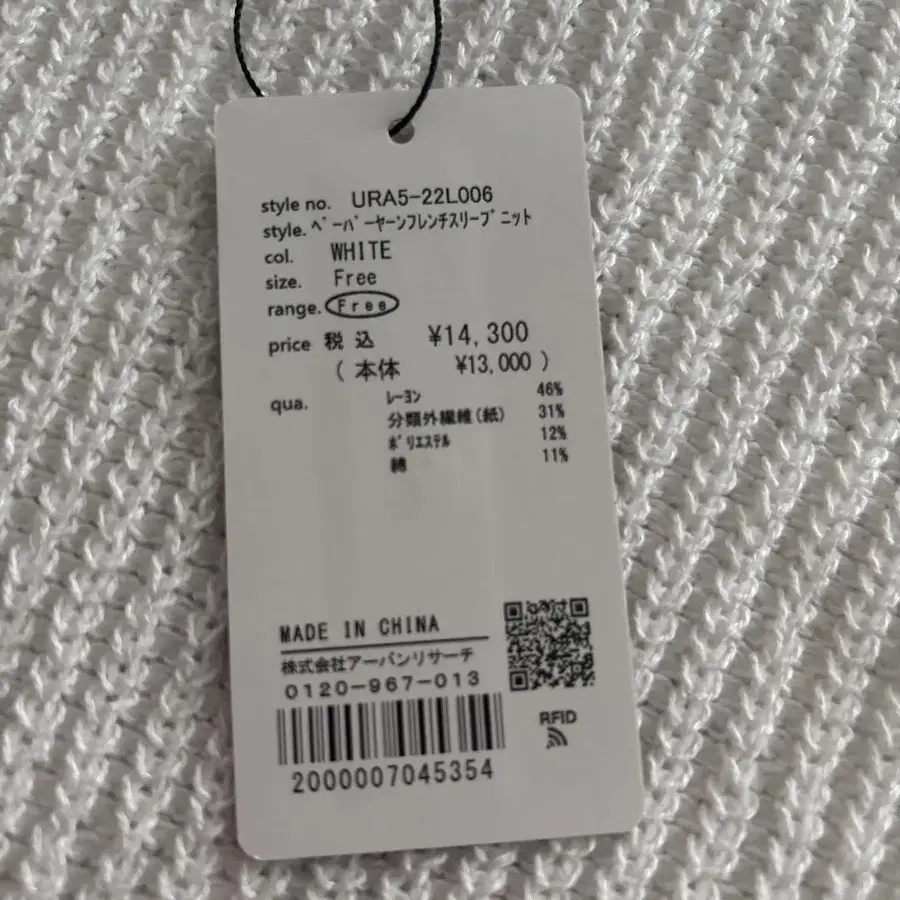 style no. URA5-22L006
style. ﾍﾟｰﾊﾟｰヤーンフレンチスリーブﾞニット
col. WHITE
size. Free
range. Free
price 税込 ¥14,300
(本体 ¥13,000)
qua. ﾚｰﾖﾝ 46%
分類外繊維(紙) 31%
ﾎﾟﾘｴｽﾃﾙ 12%
綿 11%
MADE IN CHINA
株式会社アーバンリサーチ
0120-967-013
2000007045354
RFID